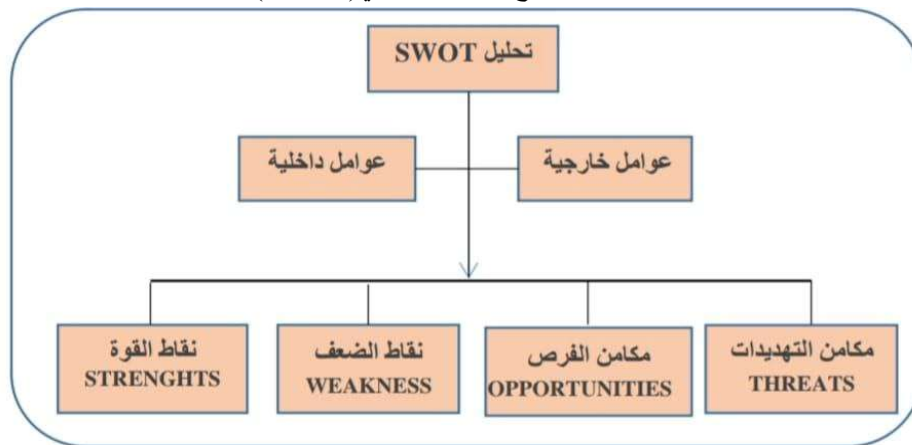 تحليل SWOT
عوامل خارجية
عوامل داخلية
مكامن التهديدات
THREATS
مكامن الفرص
OPPORTUNITIES
نقاط الضعف
WEAKNESS
نقاط القوة
STRENGHTS